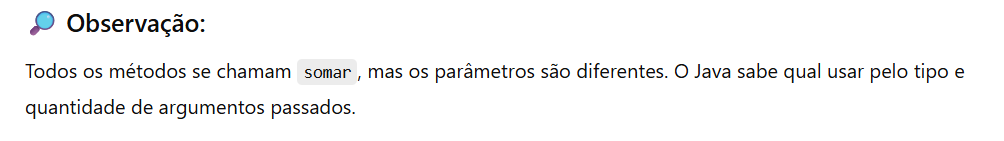 🔎 Observação:
Todos os métodos se chamam somar, mas os parâmetros são diferentes. O Java sabe qual usar pelo tipo e
quantidade de argumentos passados.